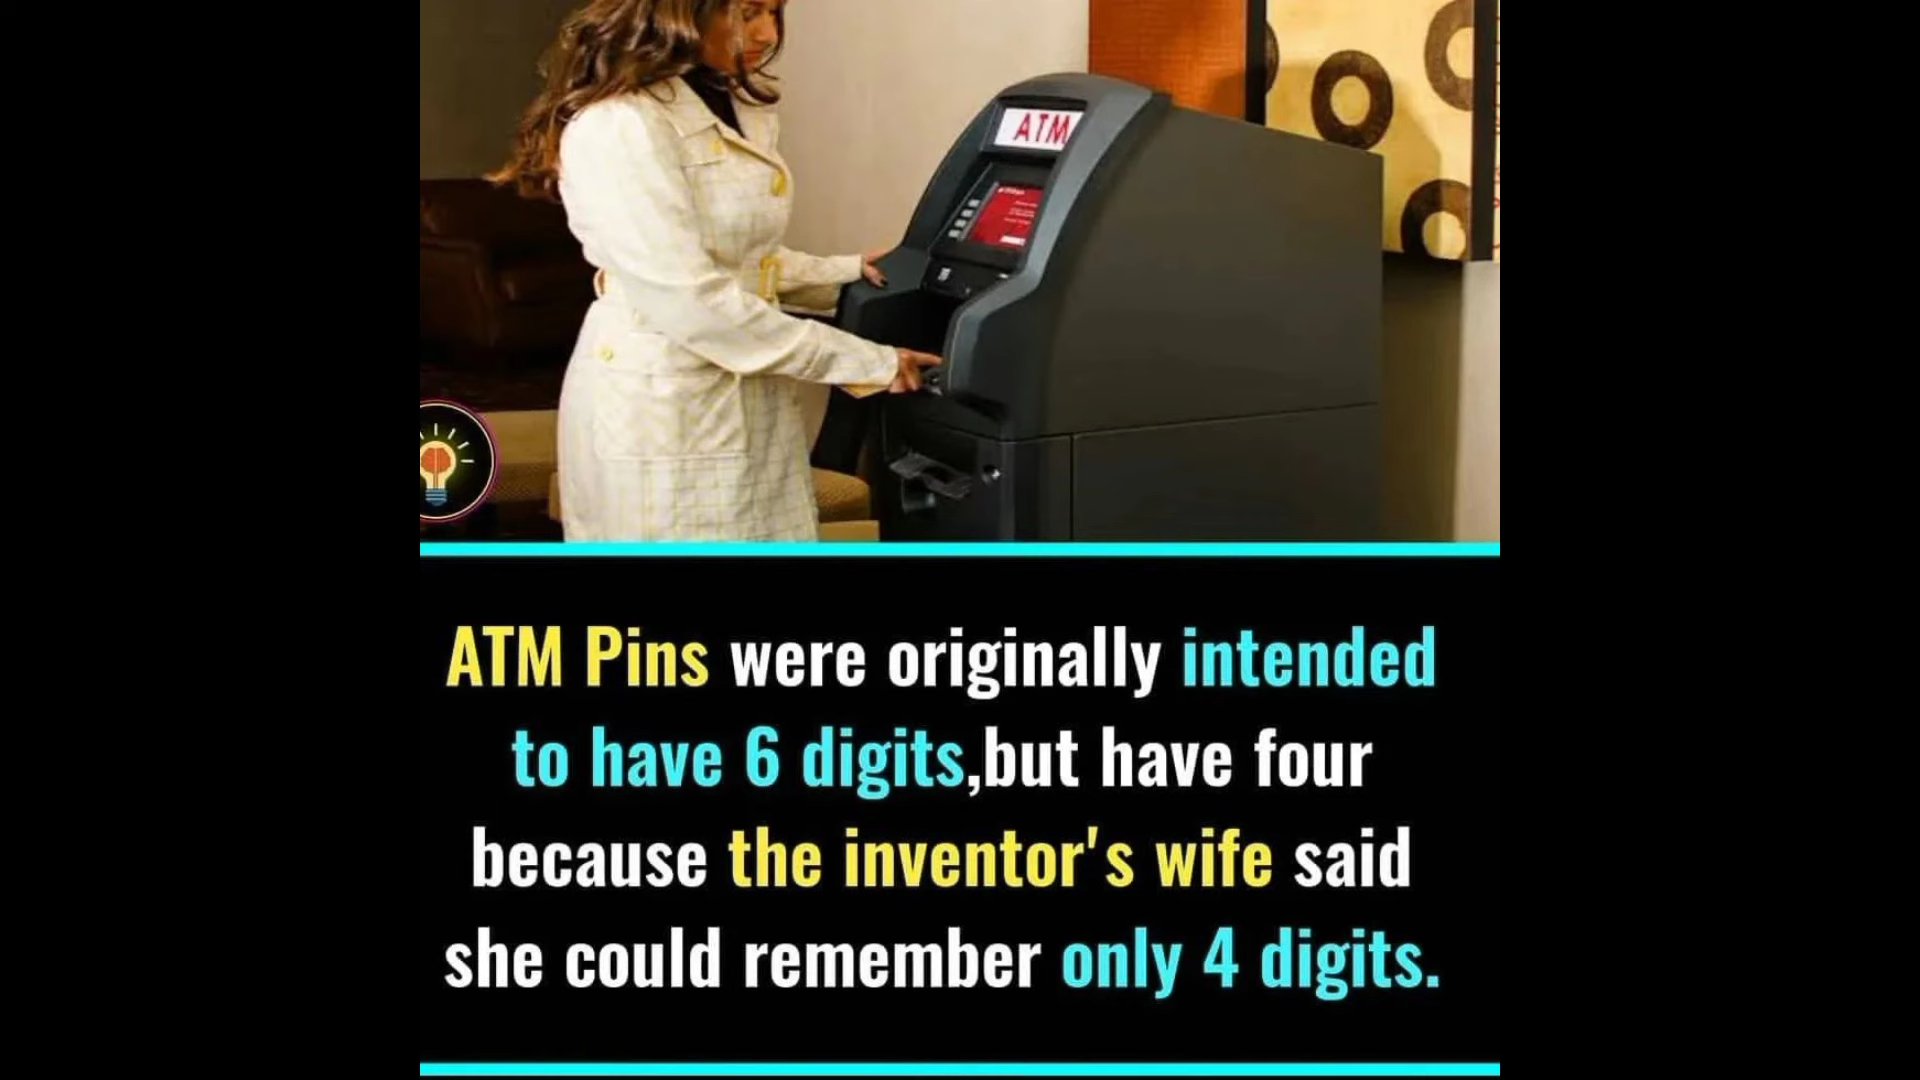 ATM
ATM Pins were originally intended
to have 6 digits,but have four
because the inventor's wife said
she could remember only 4 digits.